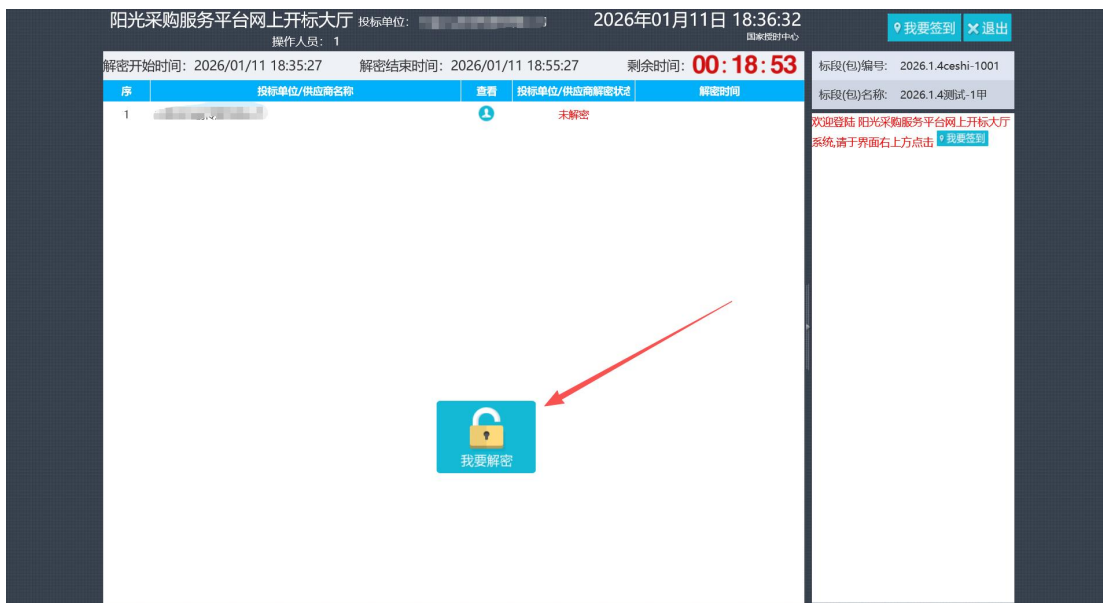 阳光采购服务平台网上开标大厅 投标单位:
操作人员: 1
2026年01月11日 18:36:32
国家授时中心
我要签到 退出
解密开始时间: 2026/01/11 18:35:27 解密结束时间: 2026/01/11 18:55:27 剩余时间: 00:18:53
序 投标单位/供应商名称 查看 投标单位/供应商解密状态 解密时间
1 未解密
我要解密
标段(包)编号: 2026.1.4ceshi-1001
标段(包)名称: 2026.1.4测试-1甲
欢迎登陆 阳光采购服务平台网上开标大厅
系统,请于界面右上方点击 我要签到